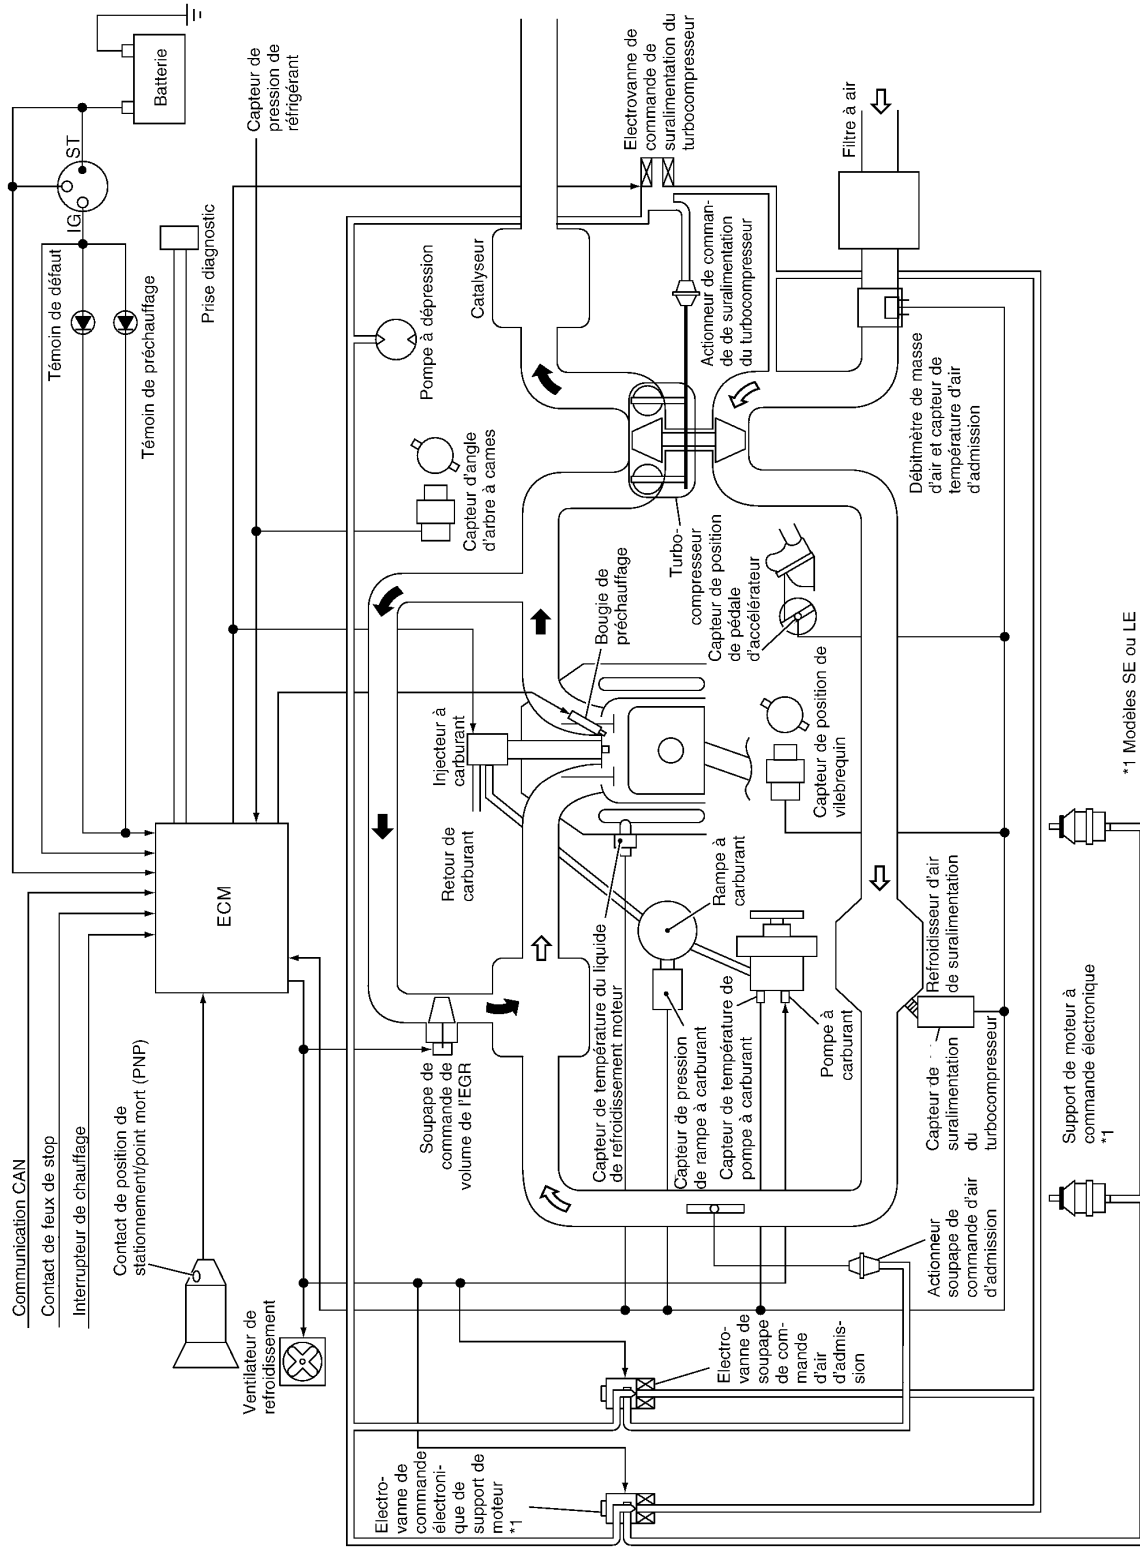 Communication CAN
Contact de feux de stop
Interrupteur de chauffage
Contact de position de
stationnement/point mort (PNP)
Ventilateur de
refroidissement
ECM
Témoin de défaut
Témoin de préchauffage
Prise diagnostic
IG
ST
Batterie
Capteur de
pression de
réfrigérant
Pompe à dépression
Capteur d'angle
d'arbre à cames
Catalyseur
Electrovanne de
commande de
suralimentation du
turbocompresseur
Soupape de
commande de
volume de l'EGR
Retour de
carburant
Injecteur à
carburant
Bougie de
préchauffage
Turbo-
compresseur
Actionneur de comman-
de de suralimentation
du turbocompresseur
Filtre à air
Capteur de température du liquide
de refroidissement moteur
Rampe à
carburant
Capteur de pression
de rampe à carburant
Capteur de température de
pompe à carburant
Pompe à
carburant
Capteur de position de
vilebrequin
Capteur de position
de pédale
d'accélérateur
Débitmètre de masse
d'air et capteur de
température d'air
d'admission
Electro-
vanne de
commande
électroni-
que de
support de
moteur
*1
Electro-
vanne de
soupape
de com-
mande
d'air
d'admis-
sion
Actionneur
soupape de
commande d'air
d'admission
Capteur de
suralimentation
du
turbocompresseur
Refroidisseur d'air
de suralimentation
Support de moteur à
commande électronique
*1
*1 Modèles SE ou LE